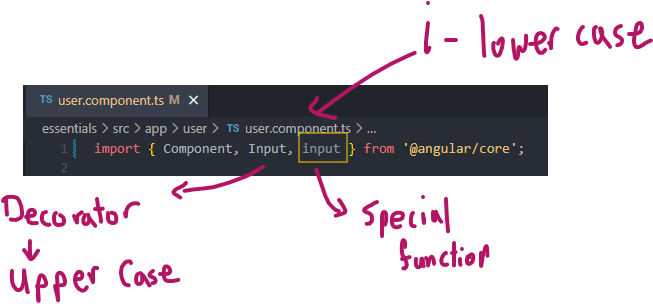 i - lower case
TS user.component.ts M ×
essentials > src > app > user > TS user.component.ts > ...
1 import { Component, Input, input } from '@angular/core';
2
Decorator
Upper Case
special
function